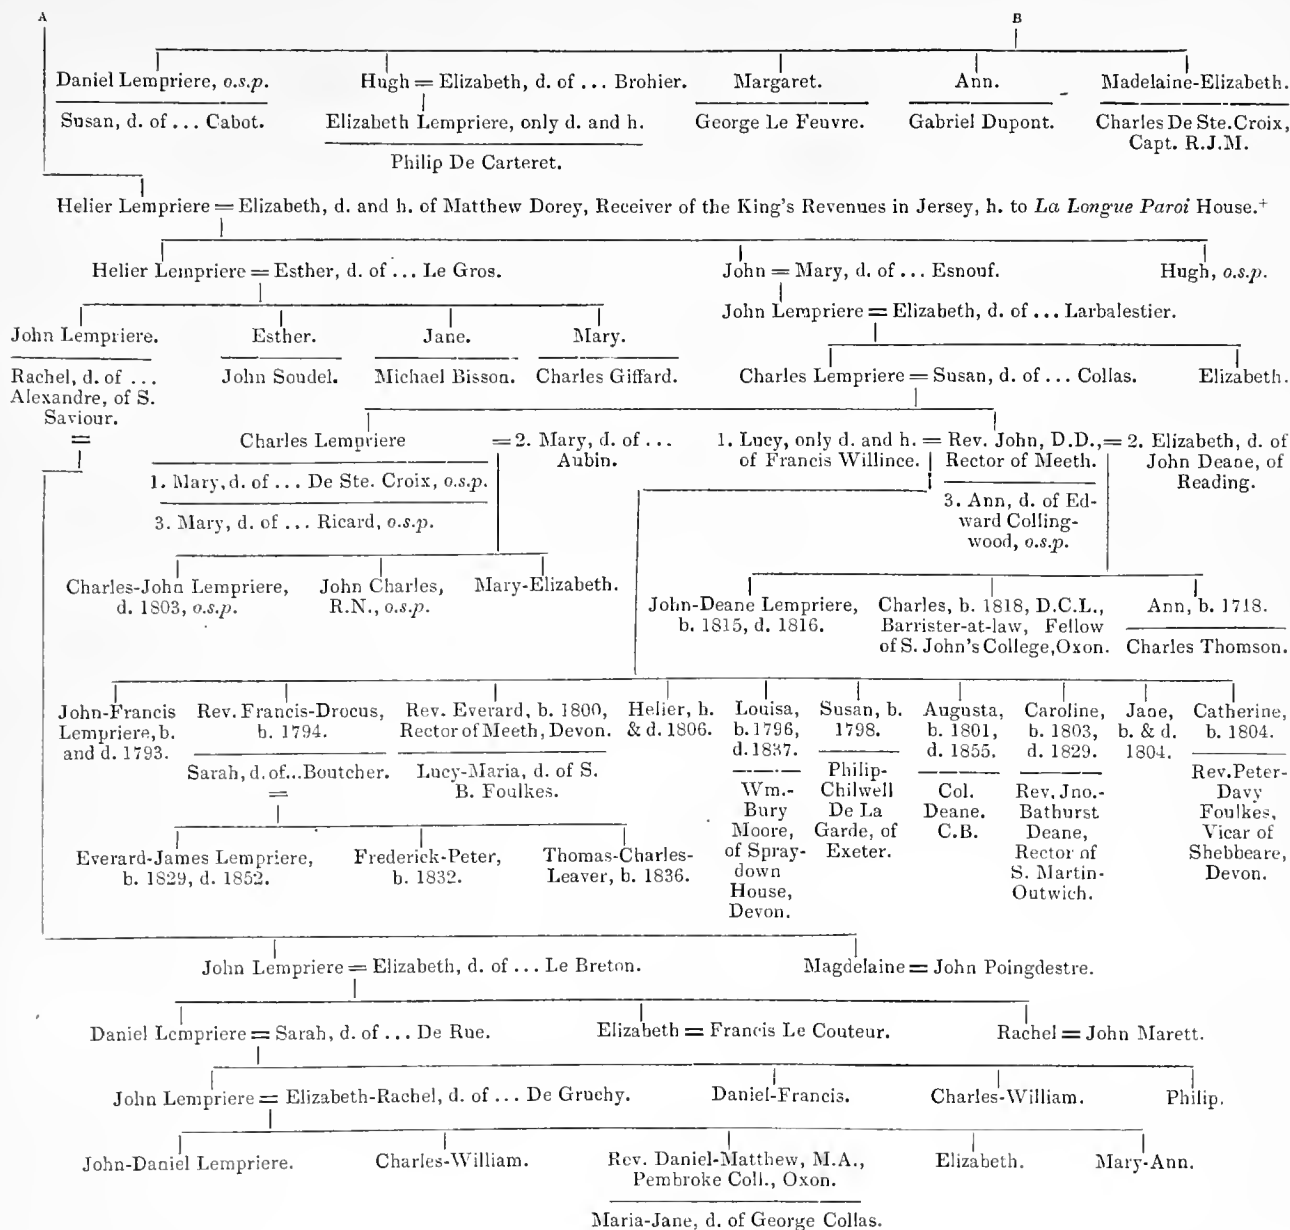 A B
Daniel Lempriere, o.s.p. Hugh = Elizabeth, d. of ... Brohier. Margaret. Ann. Madelaine-Elizabeth.
Susan, d. of ... Cabot. Elizabeth Lempriere, only d. and h. George Le Feuvre. Gabriel Dupont. Charles De Ste. Croix,
Capt. R.J.M.
Philip De Carteret.
Helier Lempriere = Elizabeth, d. and h. of Matthew Dorey, Receiver of the King's Revenues in Jersey, h. to La Longue Paroi House.+
Helier Lempriere = Esther, d. of ... Le Gros. John = Mary, d. of ... Esnouf. Hugh, o.s.p.
John Lempriere = Elizabeth, d. of ... Larbalestier.
John Lempriere. Esther. Jane. Mary.
Rachel, d. of ... John Soudel. Michael Bisson. Charles Giffard. Charles Lempriere = Susan, d. of ... Collas. Elizabeth.
Alexandre, of S.
Saviour.
=
Charles Lempriere = 2. Mary, d. of ... 1. Lucy, only d. and h. = Rev. John, D.D., = 2. Elizabeth, d. of
Aubin. of Francis Willince. Rector of Meeth. John Deane, of
Reading.
1. Mary, d. of ... De Ste. Croix, o.s.p.
3. Mary, d. of ... Ricard, o.s.p. 3. Ann, d. of Ed-
ward Colling-
wood, o.s.p.
Charles-John Lempriere, John Charles, Mary-Elizabeth.
d. 1803, o.s.p. R.N., o.s.p.
John-Deane Lempriere, Charles, b. 1818, D.C.L., Ann, b. 1718.
b. 1815, d. 1816. Barrister-at-law, Fellow
of S. John's College, Oxon. Charles Thomson.
John-Francis Rev. Francis-Drocus, Rev. Everard, b. 1800, Helier, b. Louisa, Susan, b. Augusta, Caroline, Jane, Catherine,
Lempriere, b. b. 1794. Rector of Meeth, Devon. & d. 1806. b. 1796, 1798. b. 1801, b. 1803, b. & d. b. 1804.
and d. 1793. d. 1837. d. 1855. d. 1829. 1804.
Sarah, d. of ... Boutcher. Lucy-Maria, d. of S. Wm.- Philip- Col. Rev. Jno.- Rev. Peter-
= B. Foulkes. Bury Chilwell Deane. Bathurst Davy
Moore, De La C.B. Deane, Foulkes,
of Spray- Garde, of Rector of Vicar of
down Exeter. S. Martin- Shebbeare,
House, Outwich. Devon.
Devon.
Everard-James Lempriere, Frederick-Peter, Thomas-Charles-
b. 1829, d. 1852. b. 1832. Leaver, b. 1836.
John Lempriere = Elizabeth, d. of ... Le Breton. Magdelaine = John Poingdestre.
Daniel Lempriere = Sarah, d. of ... De Rue. Elizabeth = Francis Le Couteur. Rachel = John Marett.
John Lempriere = Elizabeth-Rachel, d. of ... De Gruchy. Daniel-Francis. Charles-William. Philip.
John-Daniel Lempriere. Charles-William. Rev. Daniel-Matthew, M.A., Elizabeth. Mary-Ann.
Pembroke Coll., Oxon.
Maria-Jane, d. of George Collas.